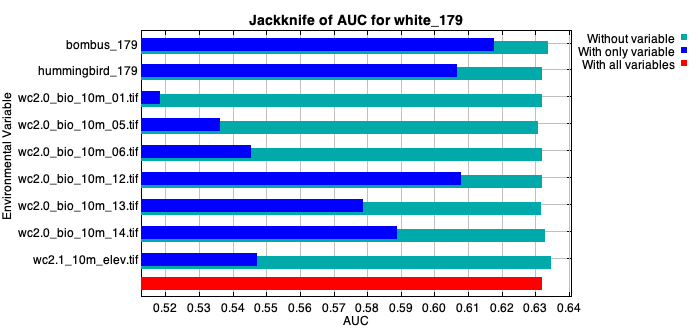 Jackknife of AUC for white_179
Environmental Variable
bombus_179
hummingbird_179
wc2.0_bio_10m_01.tif
wc2.0_bio_10m_05.tif
wc2.0_bio_10m_06.tif
wc2.0_bio_10m_12.tif
wc2.0_bio_10m_13.tif
wc2.0_bio_10m_14.tif
wc2.1_10m_elev.tif
0.52 0.53 0.54 0.55 0.56 0.57 0.58 0.59 0.60 0.61 0.62 0.63 0.64
AUC
Without variable
With only variable
With all variables